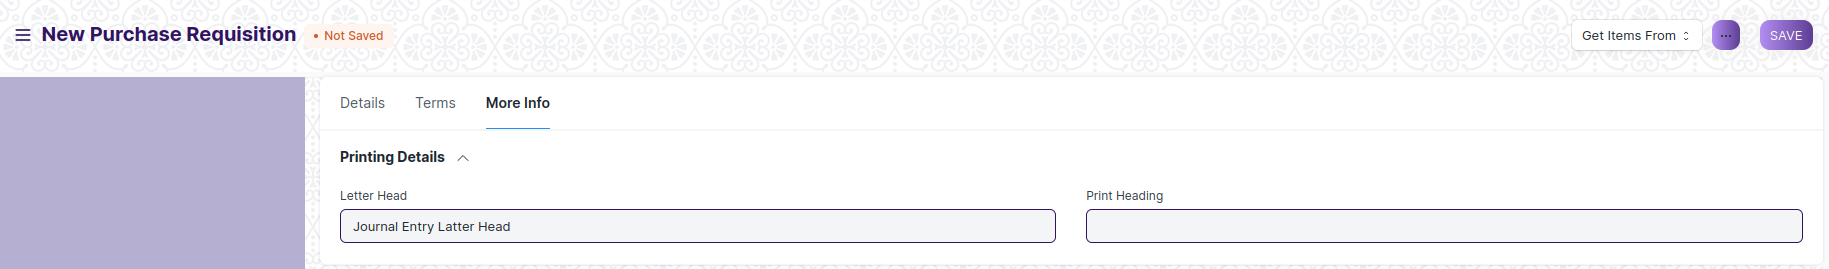 New Purchase Requisition
• Not Saved
Get Items From
...
SAVE
Details
Terms
More Info
Printing Details
Letter Head
Print Heading
Journal Entry Latter Head